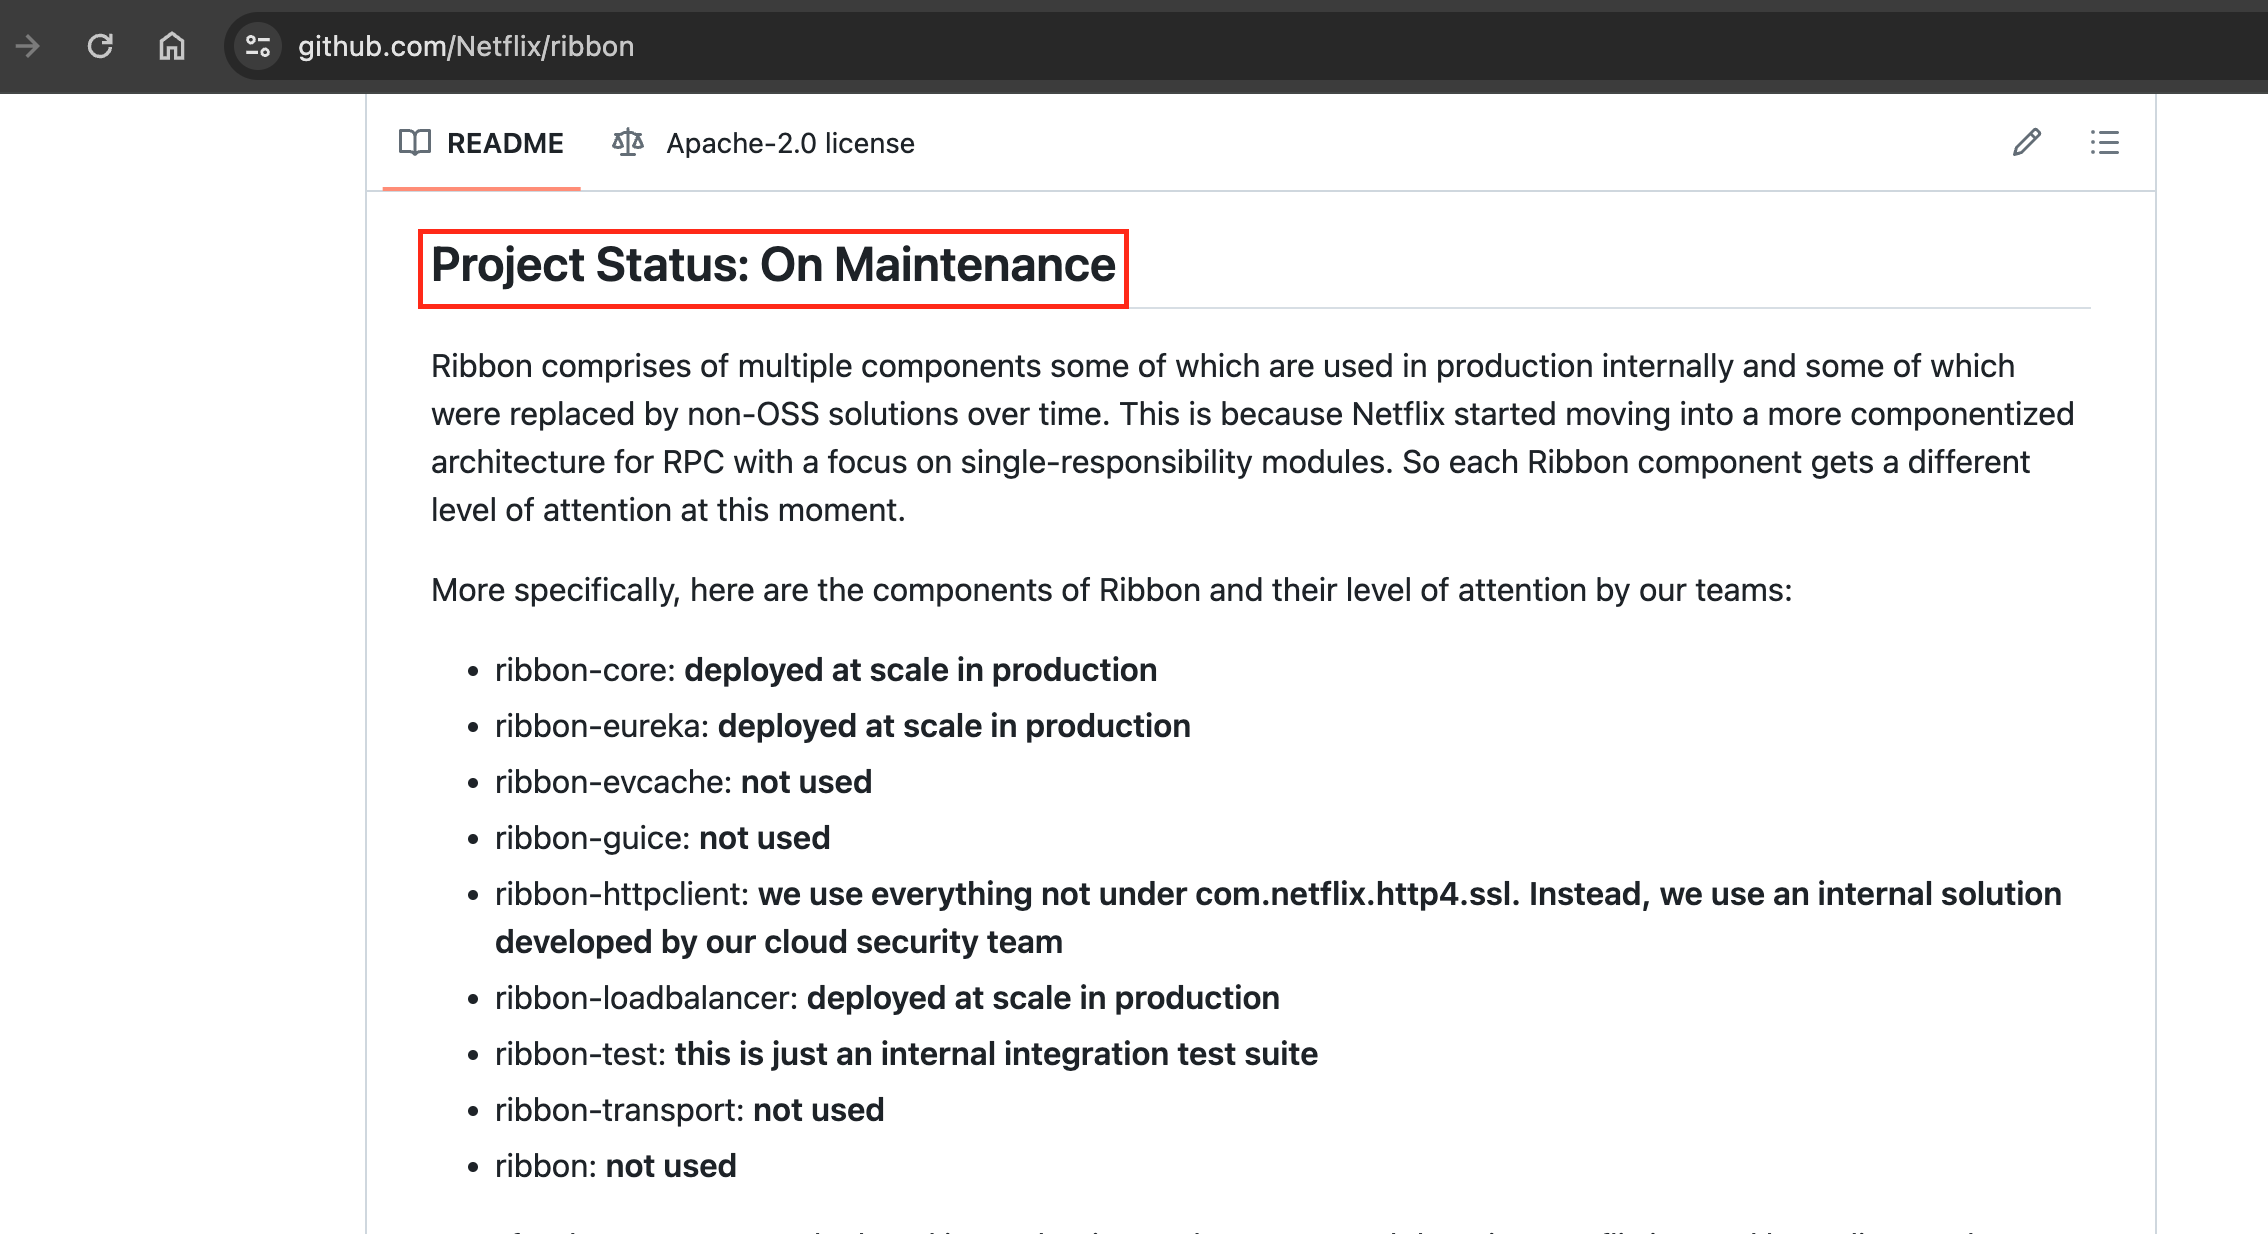 github.com/Netflix/ribbon
README
Apache-2.0 license
Project Status: On Maintenance
Ribbon comprises of multiple components some of which are used in production internally and some of which
were replaced by non-OSS solutions over time. This is because Netflix started moving into a more componentized
architecture for RPC with a focus on single-responsibility modules. So each Ribbon component gets a different
level of attention at this moment.
More specifically, here are the components of Ribbon and their level of attention by our teams:
• ribbon-core: deployed at scale in production
• ribbon-eureka: deployed at scale in production
• ribbon-evcache: not used
• ribbon-guice: not used
• ribbon-httpclient: we use everything not under com.netflix.http4.ssl. Instead, we use an internal solution
developed by our cloud security team
• ribbon-loadbalancer: deployed at scale in production
• ribbon-test: this is just an internal integration test suite
• ribbon-transport: not used
• ribbon: not used